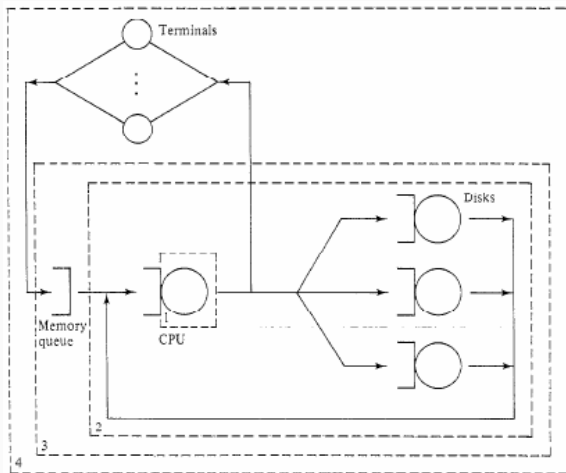 Terminals
Disks
Memory
queue
1
CPU
2
3
4